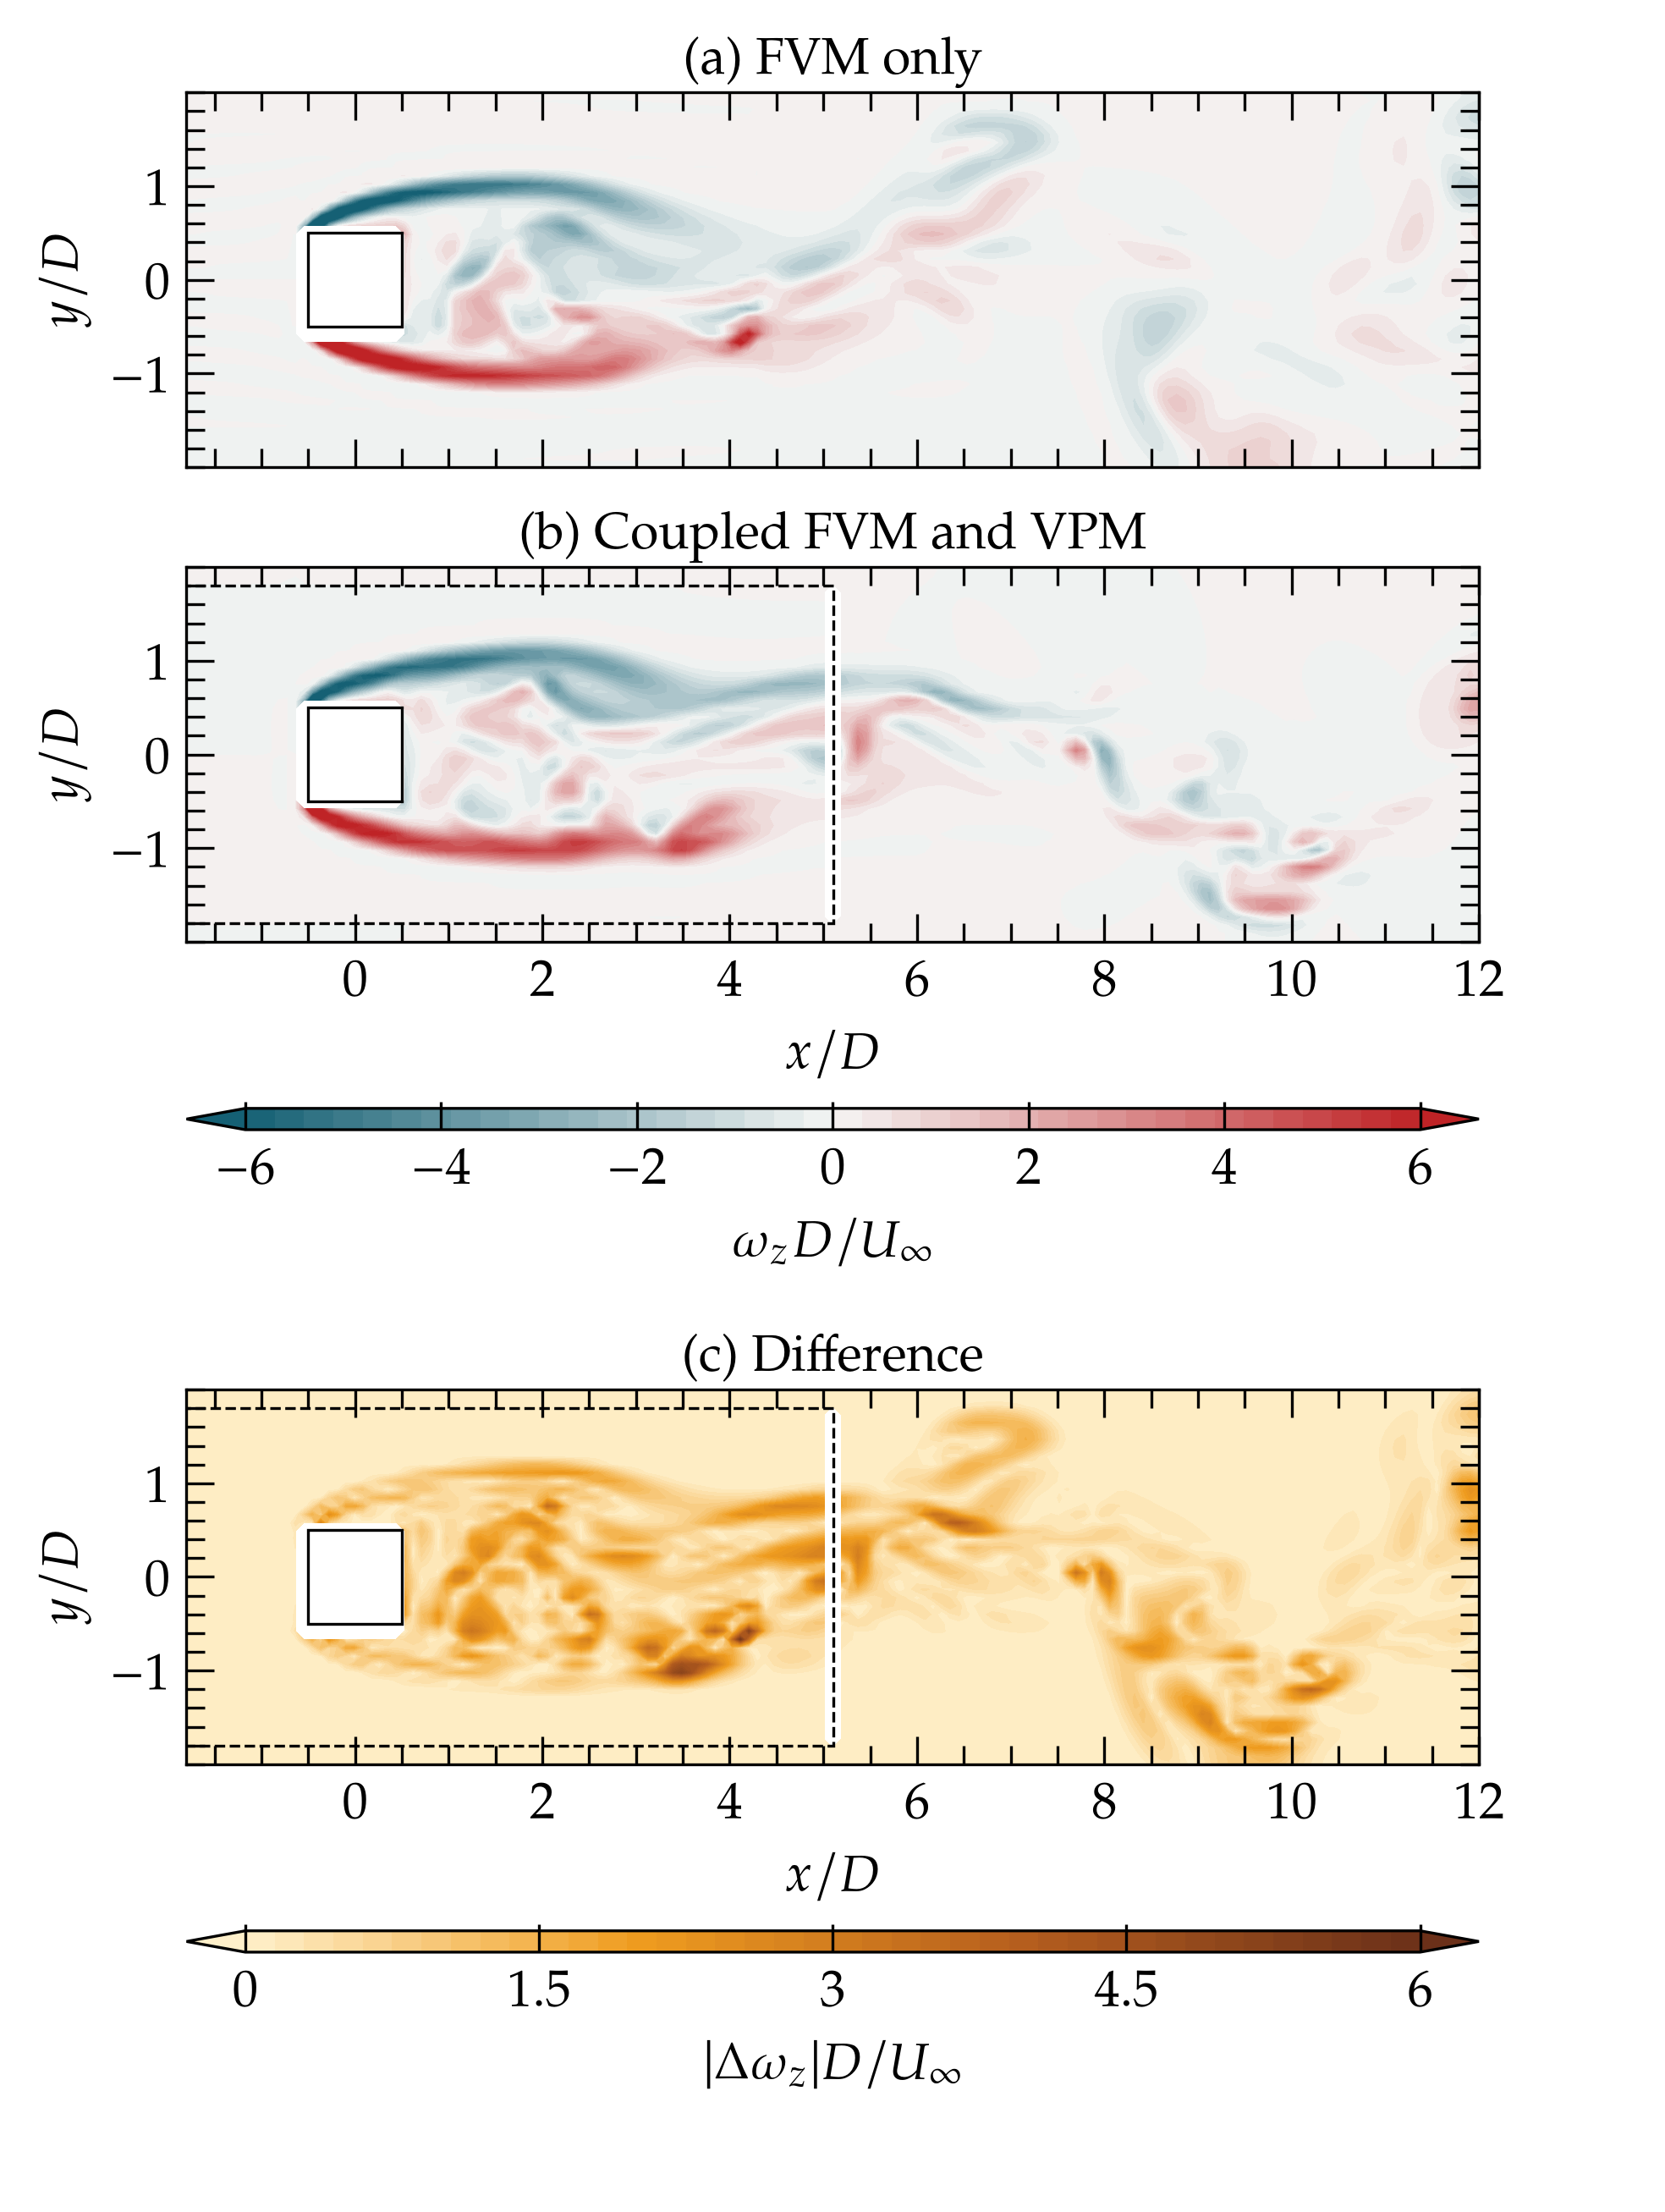 (a) FVM only
1
0
−1
y/D
(b) Coupled FVM and VPM
1
0
−1
y/D
0 2 4 6 8 10 12
x/D
−6 −4 −2 0 2 4 6
ω_z D/U_∞
(c) Difference
1
0
−1
y/D
0 2 4 6 8 10 12
x/D
0 1.5 3 4.5 6
|Δω_z|D/U_∞